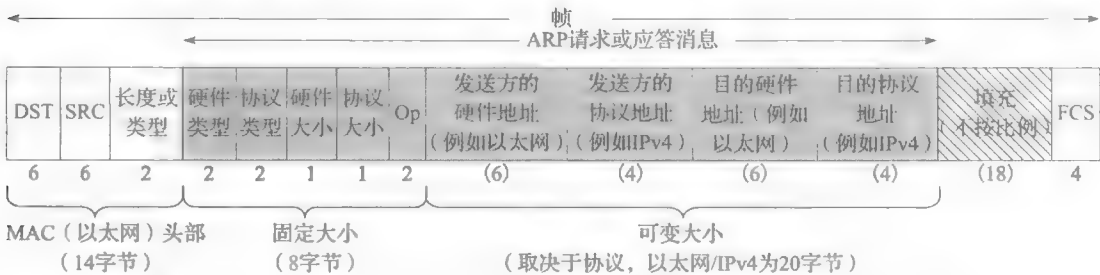 帧
ARP请求或应答消息
DST
SRC
长度或
类型
硬件
类型
协议
类型
硬件
大小
协议
大小
Op
发送方的
硬件地址
(例如以太网)
发送方的
协议地址
(例如IPv4)
目的硬件
地址(例如
以太网)
目的协议
地址
(例如IPv4)
填充
(不按比例)
FCS
6 6 2 2 2 1 1 2 (6) (4) (6) (4) (18) 4
MAC(以太网)头部
(14字节)
固定大小
(8字节)
可变大小
(取决于协议,以太网/IPv4为20字节)